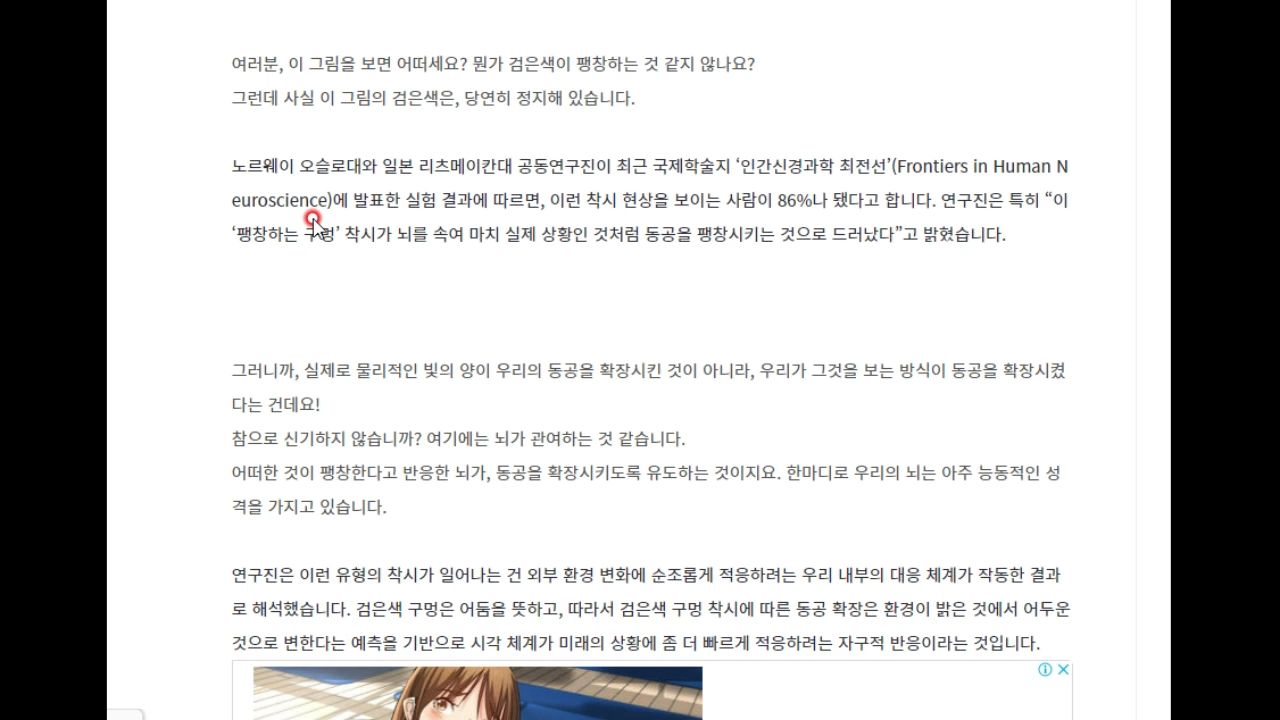 여러분, 이 그림을 보면 어떠세요? 뭔가 검은색이 팽창하는 것 같지 않나요?
그런데 사실 이 그림의 검은색은, 당연히 정지해 있습니다.
노르웨이 오슬로대와 일본 리츠메이칸대 공동연구진이 최근 국제학술지 ‘인간신경과학 최전선’(Frontiers in Human N
euroscience)에 발표한 실험 결과에 따르면, 이런 착시 현상을 보이는 사람이 86%나 됐다고 합니다. 연구진은 특히 “이
‘팽창하는 구멍’ 착시가 뇌를 속여 마치 실제 상황인 것처럼 동공을 팽창시키는 것으로 드러났다”고 밝혔습니다.
그러니까, 실제로 물리적인 빛의 양이 우리의 동공을 확장시킨 것이 아니라, 우리가 그것을 보는 방식이 동공을 확장시켰
다는 건데요!
참으로 신기하지 않습니까? 여기에는 뇌가 관여하는 것 같습니다.
어떠한 것이 팽창한다고 반응한 뇌가, 동공을 확장시키도록 유도하는 것이지요. 한마디로 우리의 뇌는 아주 능동적인 성
격을 가지고 있습니다.
연구진은 이런 유형의 착시가 일어나는 건 외부 환경 변화에 순조롭게 적응하려는 우리 내부의 대응 체계가 작동한 결과
로 해석했습니다. 검은색 구멍은 어둠을 뜻하고, 따라서 검은색 구멍 착시에 따른 동공 확장은 환경이 밝은 것에서 어두운
것으로 변한다는 예측을 기반으로 시각 체계가 미래의 상황에 좀 더 빠르게 적응하려는 자구적 반응이라는 것입니다.